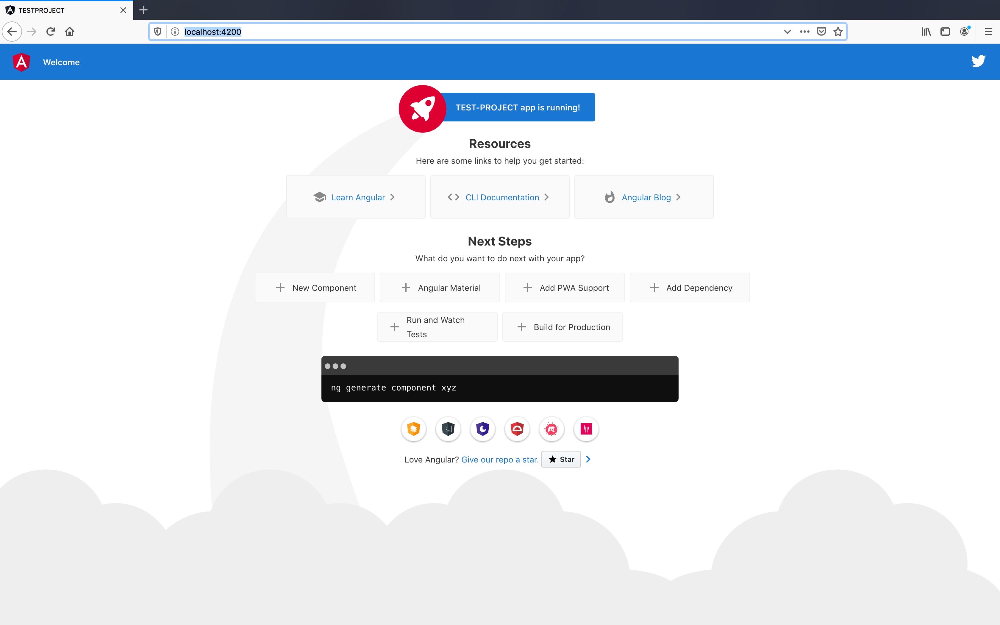 TESTPROJECT
localhost:4200
Welcome
TEST-PROJECT app is running!
Resources
Here are some links to help you get started:
Learn Angular
CLI Documentation
Angular Blog
Next Steps
What do you want to do next with your app?
New Component
Angular Material
Add PWA Support
Add Dependency
Run and Watch
Tests
Build for Production
ng generate component xyz
Love Angular? Give our repo a star.
Star